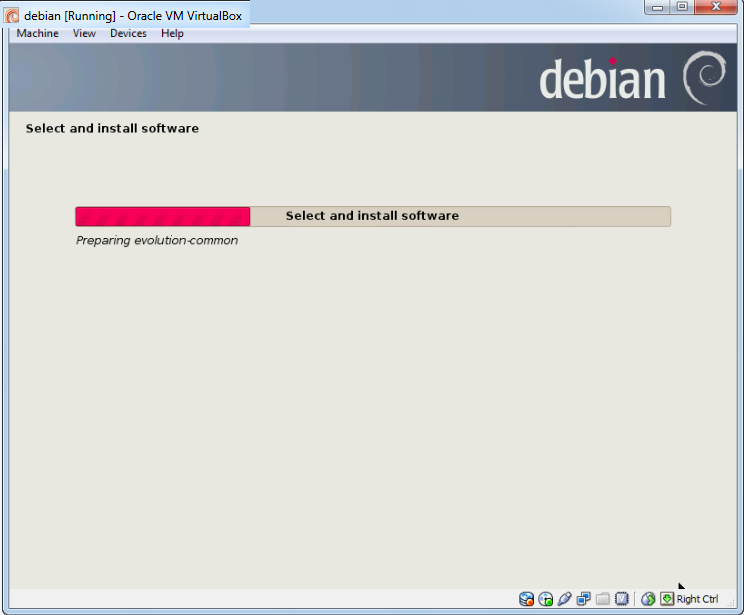 debian [Running] - Oracle VM VirtualBox
Machine View Devices Help
debian
Select and install software
Select and install software
Preparing evolution-common
Right Ctrl